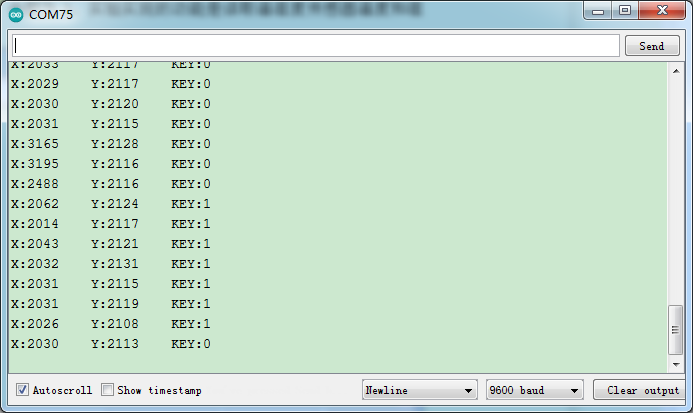 COM75
Send
X:2033 Y:2117 KEY:0
X:2029 Y:2117 KEY:0
X:2030 Y:2120 KEY:0
X:2031 Y:2115 KEY:0
X:3165 Y:2128 KEY:0
X:3195 Y:2116 KEY:0
X:2488 Y:2116 KEY:0
X:2062 Y:2124 KEY:1
X:2014 Y:2117 KEY:1
X:2043 Y:2121 KEY:1
X:2032 Y:2131 KEY:1
X:2031 Y:2115 KEY:1
X:2031 Y:2119 KEY:1
X:2026 Y:2108 KEY:1
X:2030 Y:2113 KEY:0
Autoscroll Show timestamp Newline 9600 baud Clear output